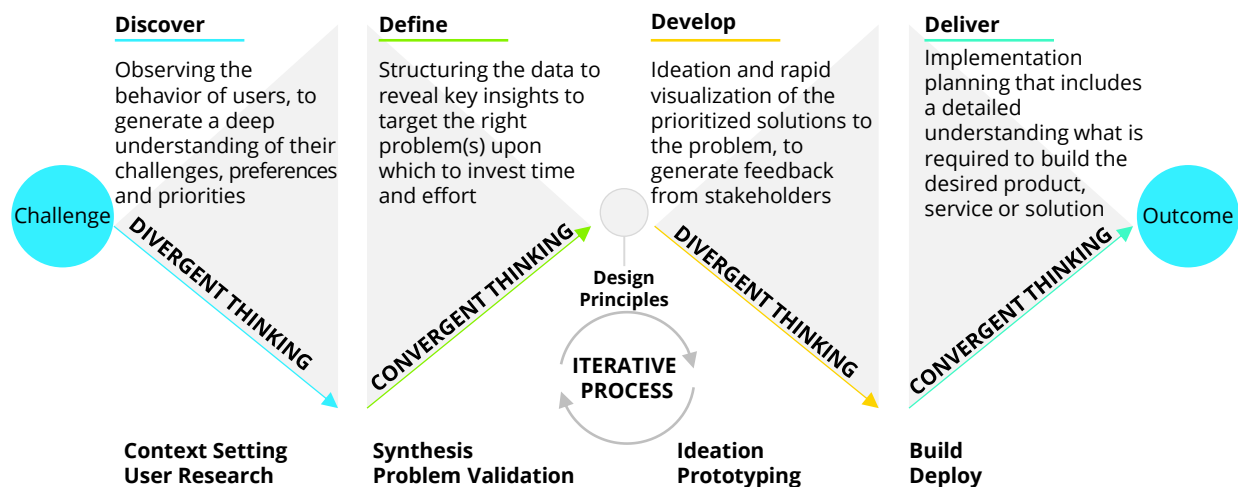 Discover
Observing the
behavior of users, to
generate a deep
understanding of their
challenges, preferences
and priorities
Define
Structuring the data to
reveal key insights to
target the right
problem(s) upon
which to invest time
and effort
Develop
Ideation and rapid
visualization of the
prioritized solutions to
the problem, to
generate feedback
from stakeholders
Deliver
Implementation
planning that includes
a detailed
understanding what is
required to build the
desired product,
service or solution
Challenge
Outcome
DIVERGENT THINKING
CONVERGENT THINKING
DIVERGENT THINKING
CONVERGENT THINKING
Design
Principles
ITERATIVE
PROCESS
Context Setting
User Research
Synthesis
Problem Validation
Ideation
Prototyping
Build
Deploy